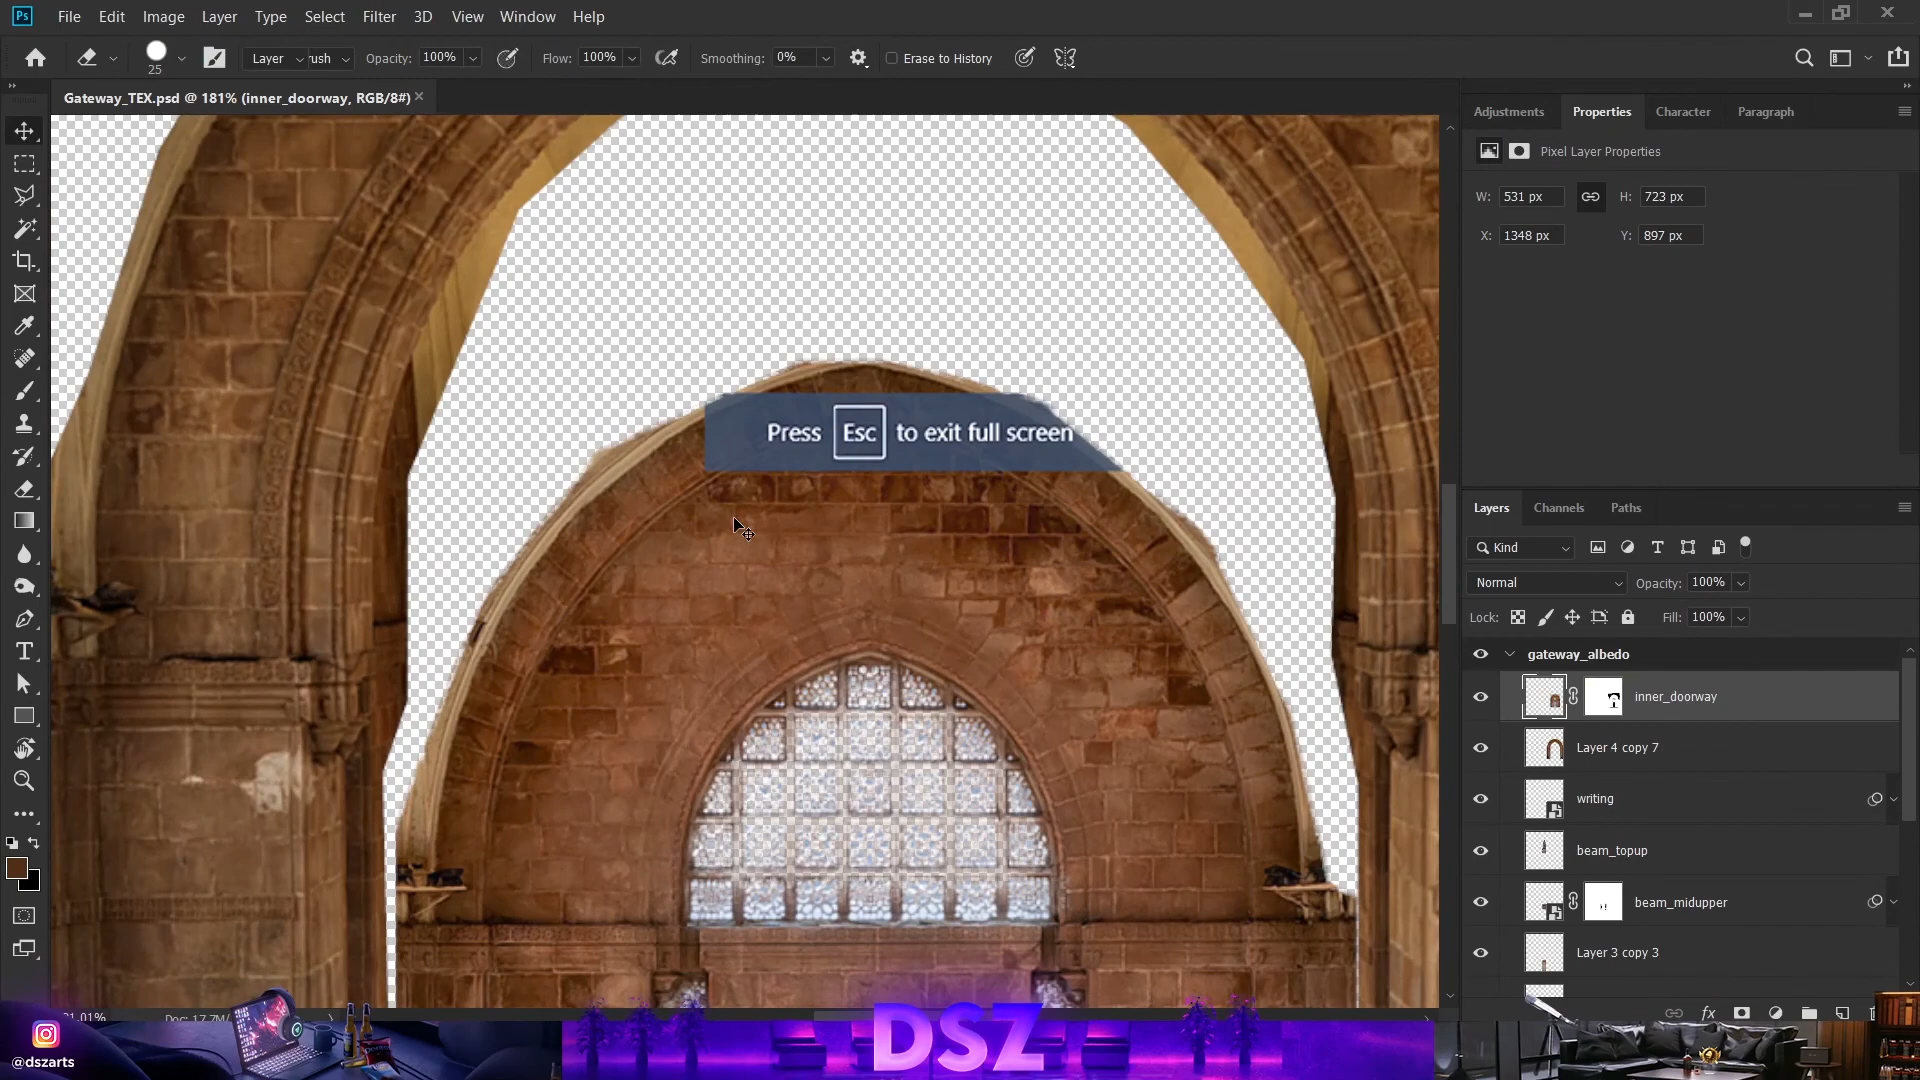 Ps File Edit Image Layer Type Select Filter 3D View Window Help
25 Layer rush Opacity: 100% Flow: 100% Smoothing: 0% Erase to History
Gateway_TEX.psd @ 181% (inner_doorway, RGB/8#)
Adjustments Properties Character Paragraph
Pixel Layer Properties
W: 531 px H: 723 px
X: 1348 px Y: 897 px
Press Esc to exit full screen
Layers Channels Paths
Kind
Normal Opacity: 100%
Lock: Fill: 100%
gateway_albedo
inner_doorway
Layer 4 copy 7
writing
beam_topup
beam_midupper
Layer 3 copy 3
fx
DSZ
@dszarts